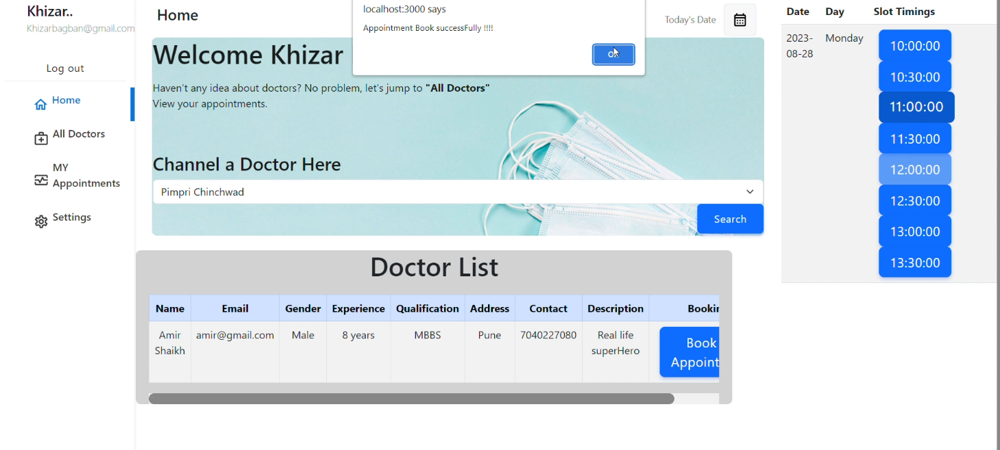 Khizar..
Khizarbagban@gmail.com
Log out
Home
All Doctors
MY
Appointments
Settings
Home
localhost:3000 says
Appointment Book successFully !!!!
Today's Date
Welcome Khizar
Haven't any idea about doctors? No problem, let's jump to "All Doctors"
View your appointments.
Channel a Doctor Here
Pimpri Chinchwad
Search
Doctor List
Name Email Gender Experience Qualification Address Contact Description Bookin
Amir amir@gmail.com Male 8 years MBBS Pune 7040227080 Real life Book
Shaikh superHero Appoint
Date Day Slot Timings
2023- Monday 10:00:00
08-28
10:30:00
11:00:00
11:30:00
12:00:00
12:30:00
13:00:00
13:30:00